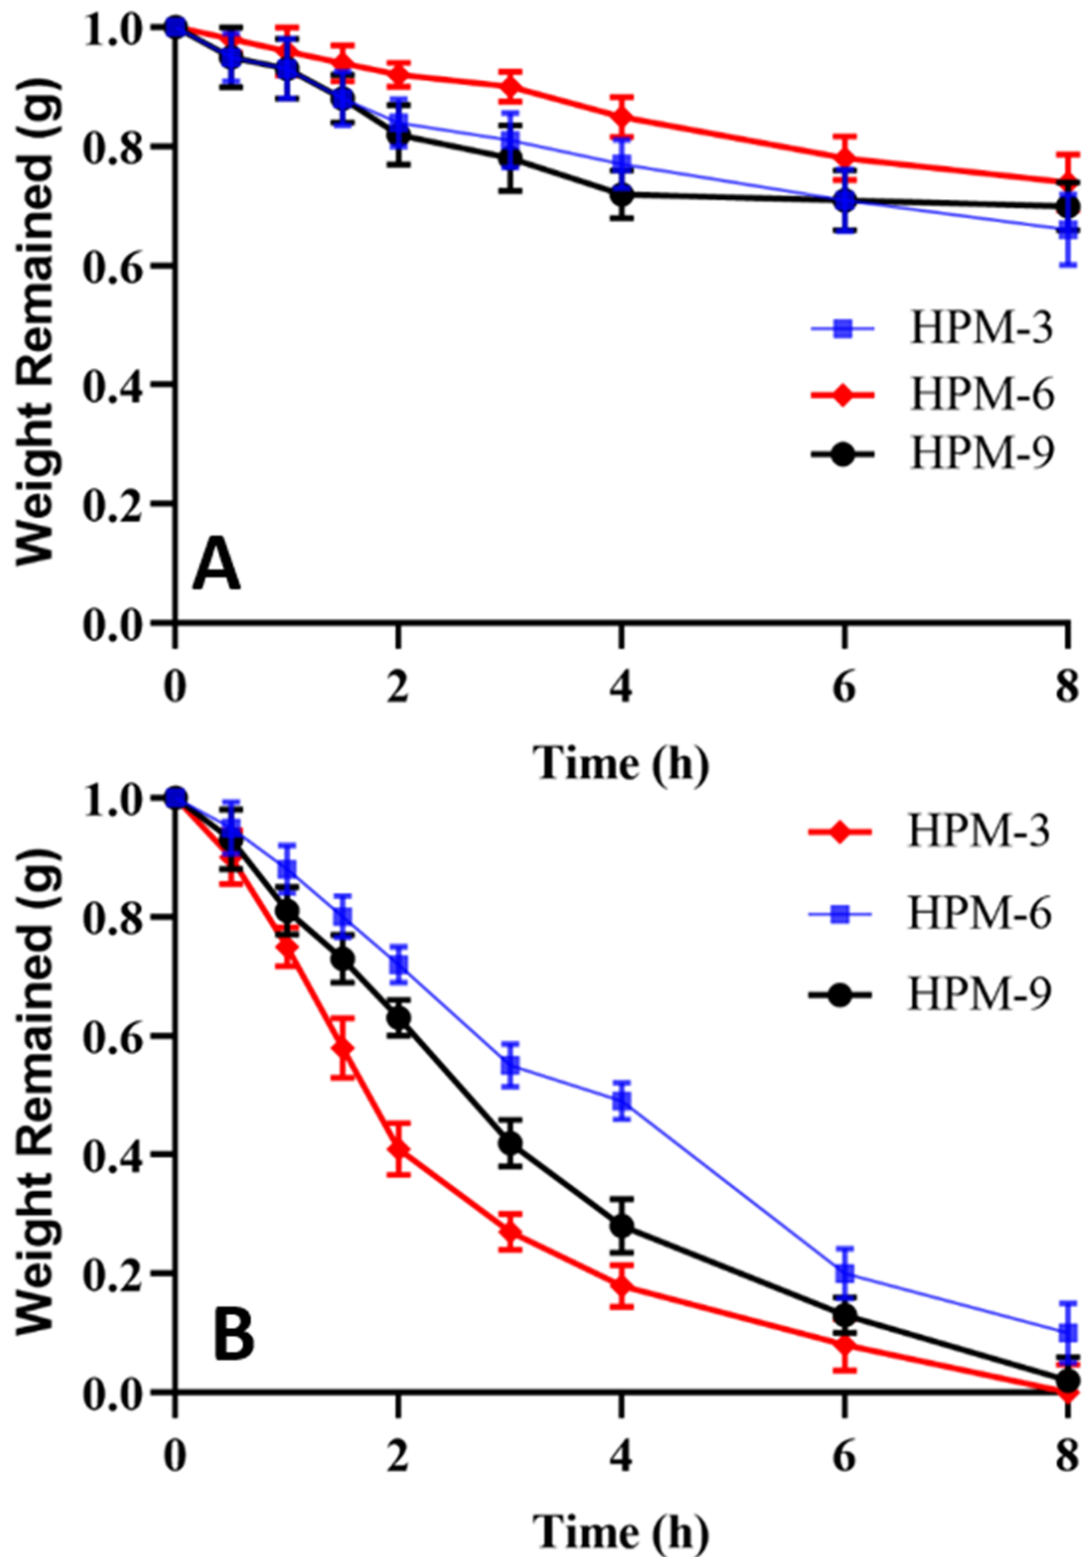 Weight Remained (g)
1.0
0.8
0.6
0.4
0.2
0.0
HPM-3
HPM-6
HPM-9
A
0 2 4 6 8
Time (h)
Weight Remained (g)
1.0
0.8
0.6
0.4
0.2
0.0
HPM-3
HPM-6
HPM-9
B
0 2 4 6 8
Time (h)